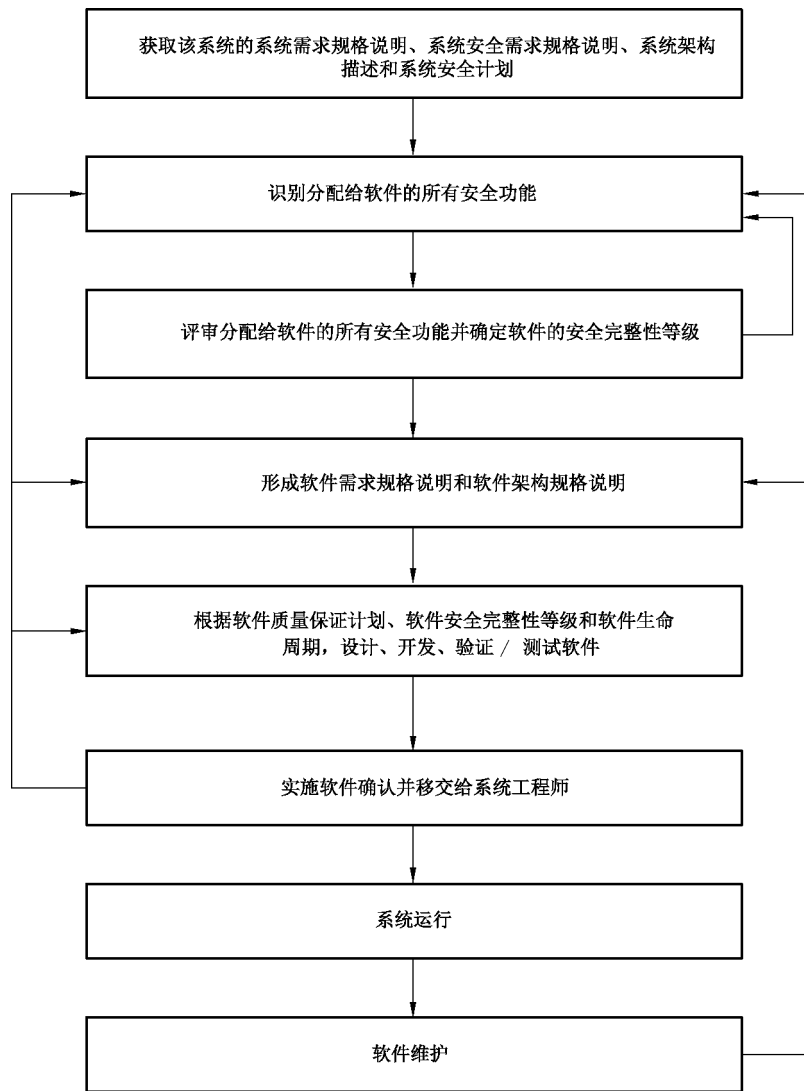 获取该系统的系统需求规格说明、系统安全需求规格说明、系统架构
描述和系统安全计划
识别分配给软件的所有安全功能
评审分配给软件的所有安全功能并确定软件的安全完整性等级
形成软件需求规格说明和软件架构规格说明
根据软件质量保证计划、软件安全完整性等级和软件生命
周期，设计、开发、验证 / 测试软件
实施软件确认并移交给系统工程师
系统运行
软件维护